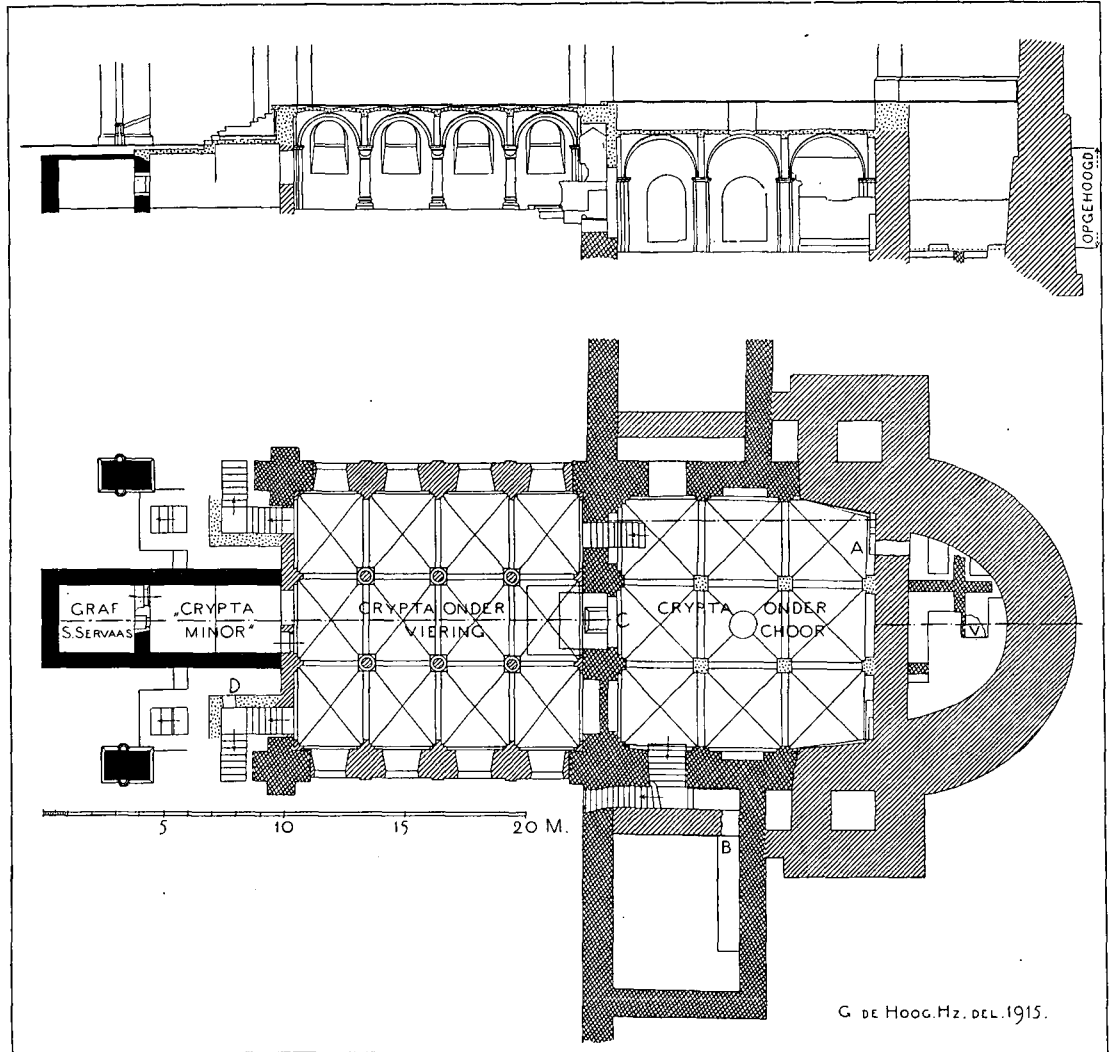 OPGEHOOGD
A
GRAF
S. SERVAAS
„CRYPTA
MINOR"
CRYPTA ONDER
VIERING
C
CRYPTA ONDER
CHOOR
V
D
5 10 15 20 M.
B
G DE HOOG.HZ. DEL. 1915.